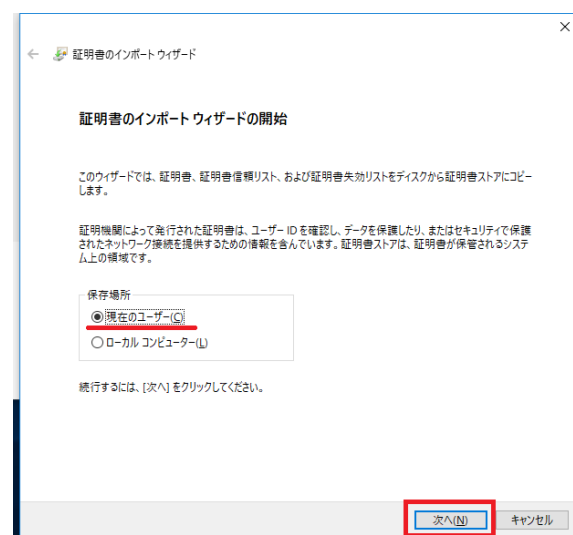 証明書のインポート ウィザード
証明書のインポート ウィザードの開始
このウィザードでは、証明書、証明書信頼リスト、および証明書失効リストをディスクから証明書ストアにコピー
します。
証明機関によって発行された証明書は、ユーザー ID を確認し、データを保護したり、またはセキュリティで保護
されたネットワーク接続を提供するための情報を含んでいます。証明書ストアは、証明書が保管されるシステ
ム上の領域です。
保存場所
現在のユーザー(C)
ローカル コンピューター(L)
続行するには、[次へ] をクリックしてください。
次へ(N) キャンセル